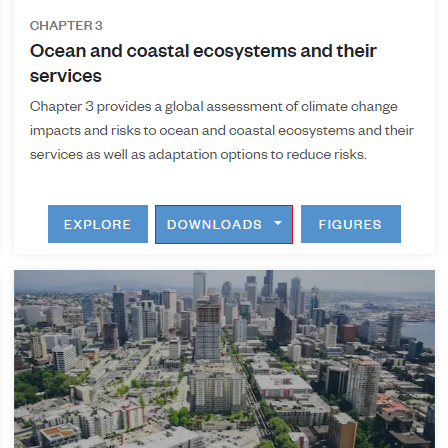 CHAPTER 3
Ocean and coastal ecosystems and their
services
Chapter 3 provides a global assessment of climate change
impacts and risks to ocean and coastal ecosystems and their
services as well as adaptation options to reduce risks.
EXPLORE DOWNLOADS FIGURES